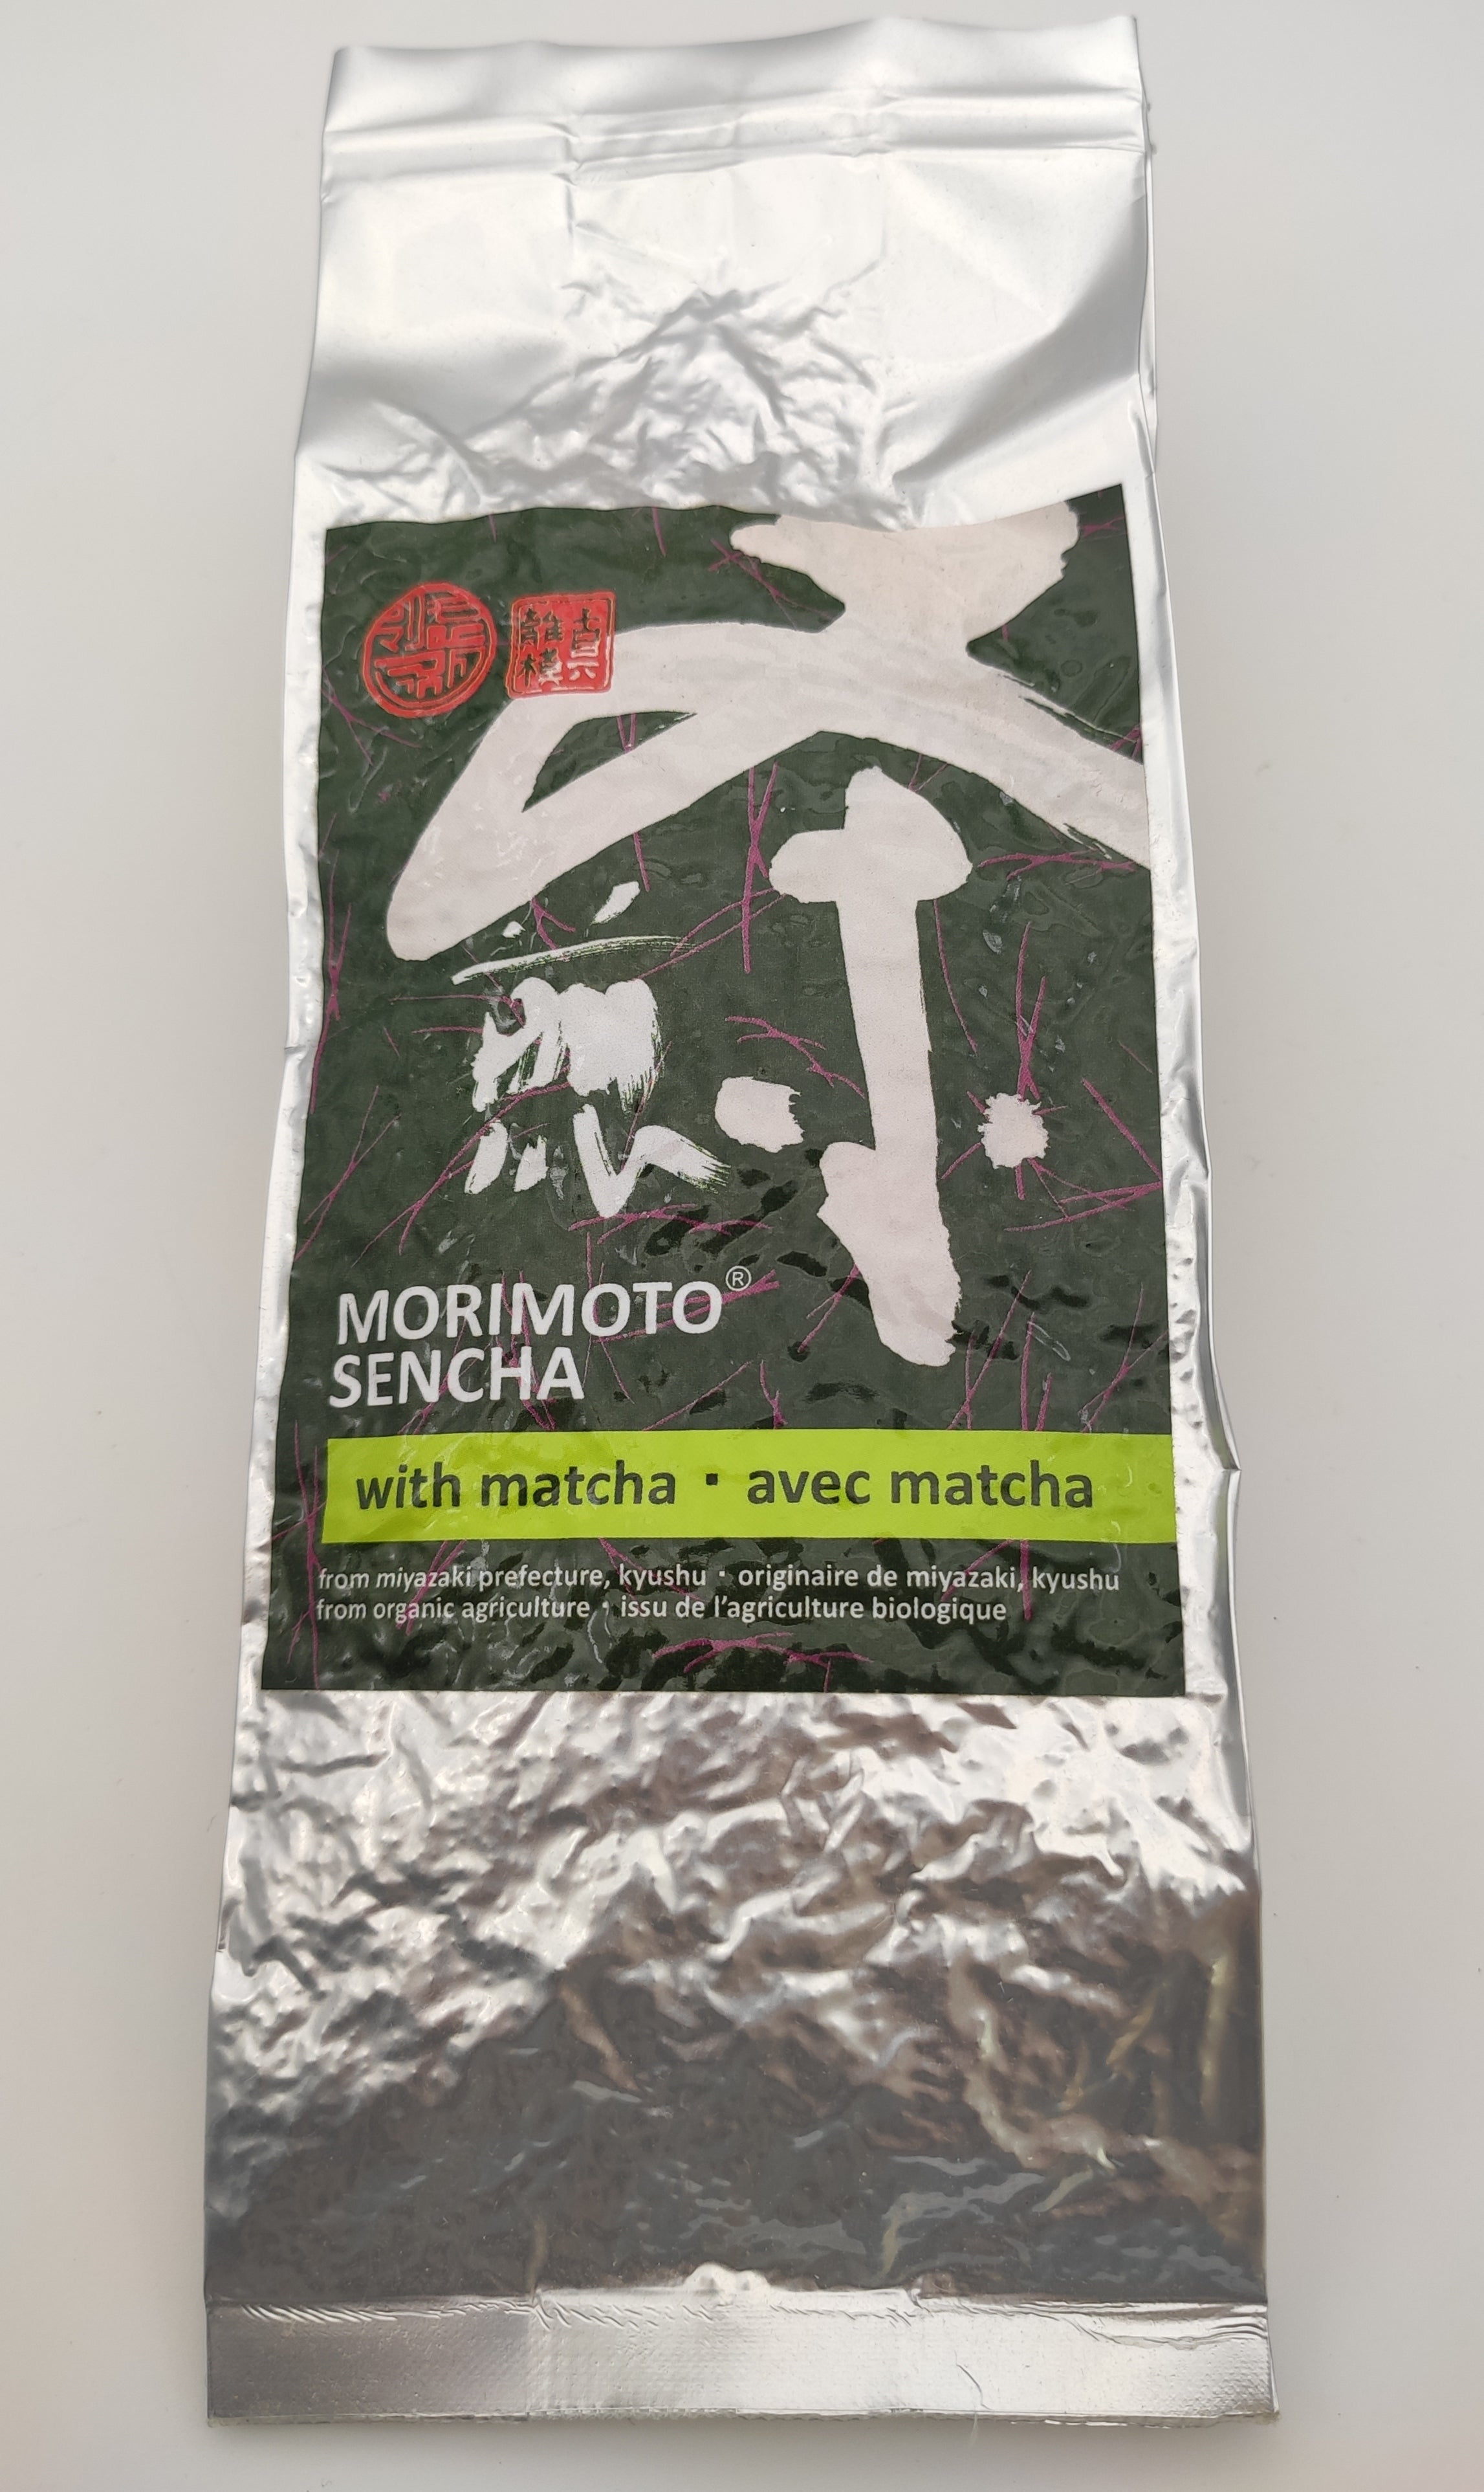 茶
煎
MORIMOTO®
SENCHA
with matcha · avec matcha
from miyazaki prefecture, kyushu · originaire de miyazaki, kyushu
from organic agriculture · issu de l'agriculture biologique